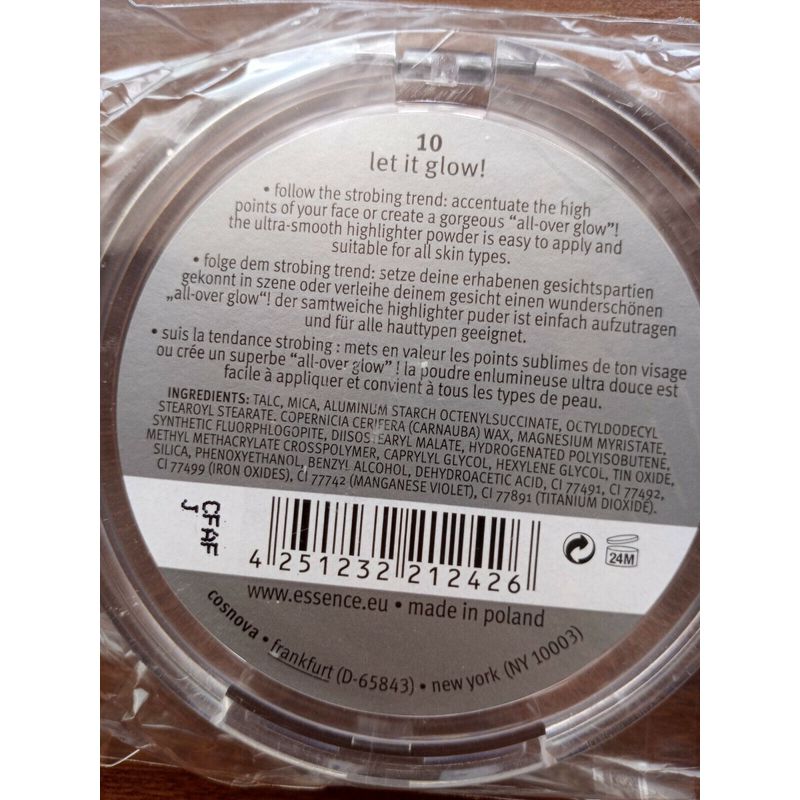 10
let it glow!
• follow the strobing trend: accentuate the high
points of your face or create a gorgeous “all-over glow”!
the ultra-smooth highlighter powder is easy to apply and
suitable for all skin types.
• folge dem strobing trend: setze deine erhabenen gesichtspartien
gekonnt in szene oder verleihe deinem gesicht einen wunderschönen
„all-over glow“! der samtweiche highlighter puder ist einfach aufzutragen
und für alle hauttypen geeignet.
• suis la tendance strobing : mets en valeur les points sublimes de ton visage
ou crée un superbe “all-over glow” ! la poudre enlumineuse ultra douce est
facile à appliquer et convient à tous les types de peau.
INGREDIENTS: TALC, MICA, ALUMINUM STARCH OCTENYLSUCCINATE, OCTYLDODECYL
STEAROYL STEARATE, COPERNICIA CERIFERA (CARNAUBA) WAX, MAGNESIUM MYRISTATE,
SYNTHETIC FLUORPHLOGOPITE, DIISOSTEARYL MALATE, HYDROGENATED POLYISOBUTENE,
METHYL METHACRYLATE CROSSPOLYMER, CAPRYLYL GLYCOL, HEXYLENE GLYCOL, TIN OXIDE,
SILICA, PHENOXYETHANOL, BENZYL ALCOHOL, DEHYDROACETIC ACID, CI 77491, CI 77492,
CI 77499 (IRON OXIDES), CI 77742 (MANGANESE VIOLET), CI 77891 (TITANIUM DIOXIDE).
CFAF
J
4 251232 212426
24M
www.essence.eu • made in poland
cosnova • frankfurt (D-65843) • new york (NY 10003)